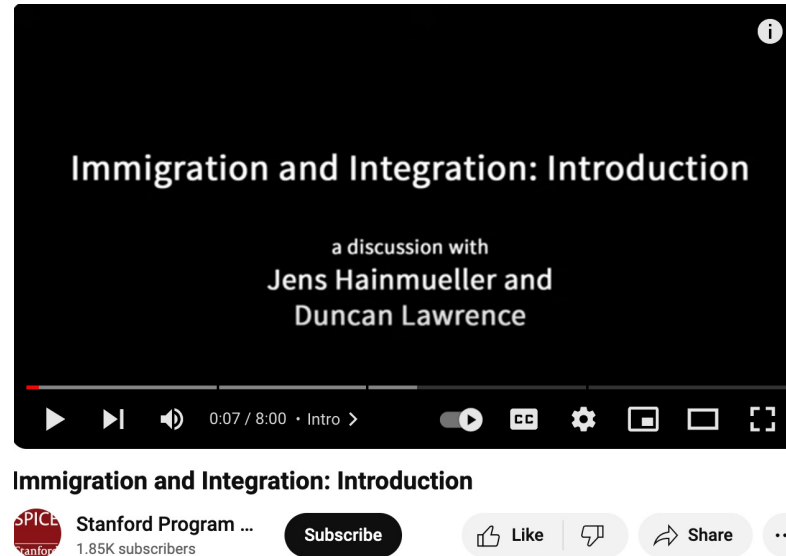 Immigration and Integration: Introduction
a discussion with
Jens Hainmueller and
Duncan Lawrence
0:07 / 8:00 • Intro
CC
Immigration and Integration: Introduction
SPICE
Stanford
Stanford Program ...
1.85K subscribers
Subscribe
Like
Share